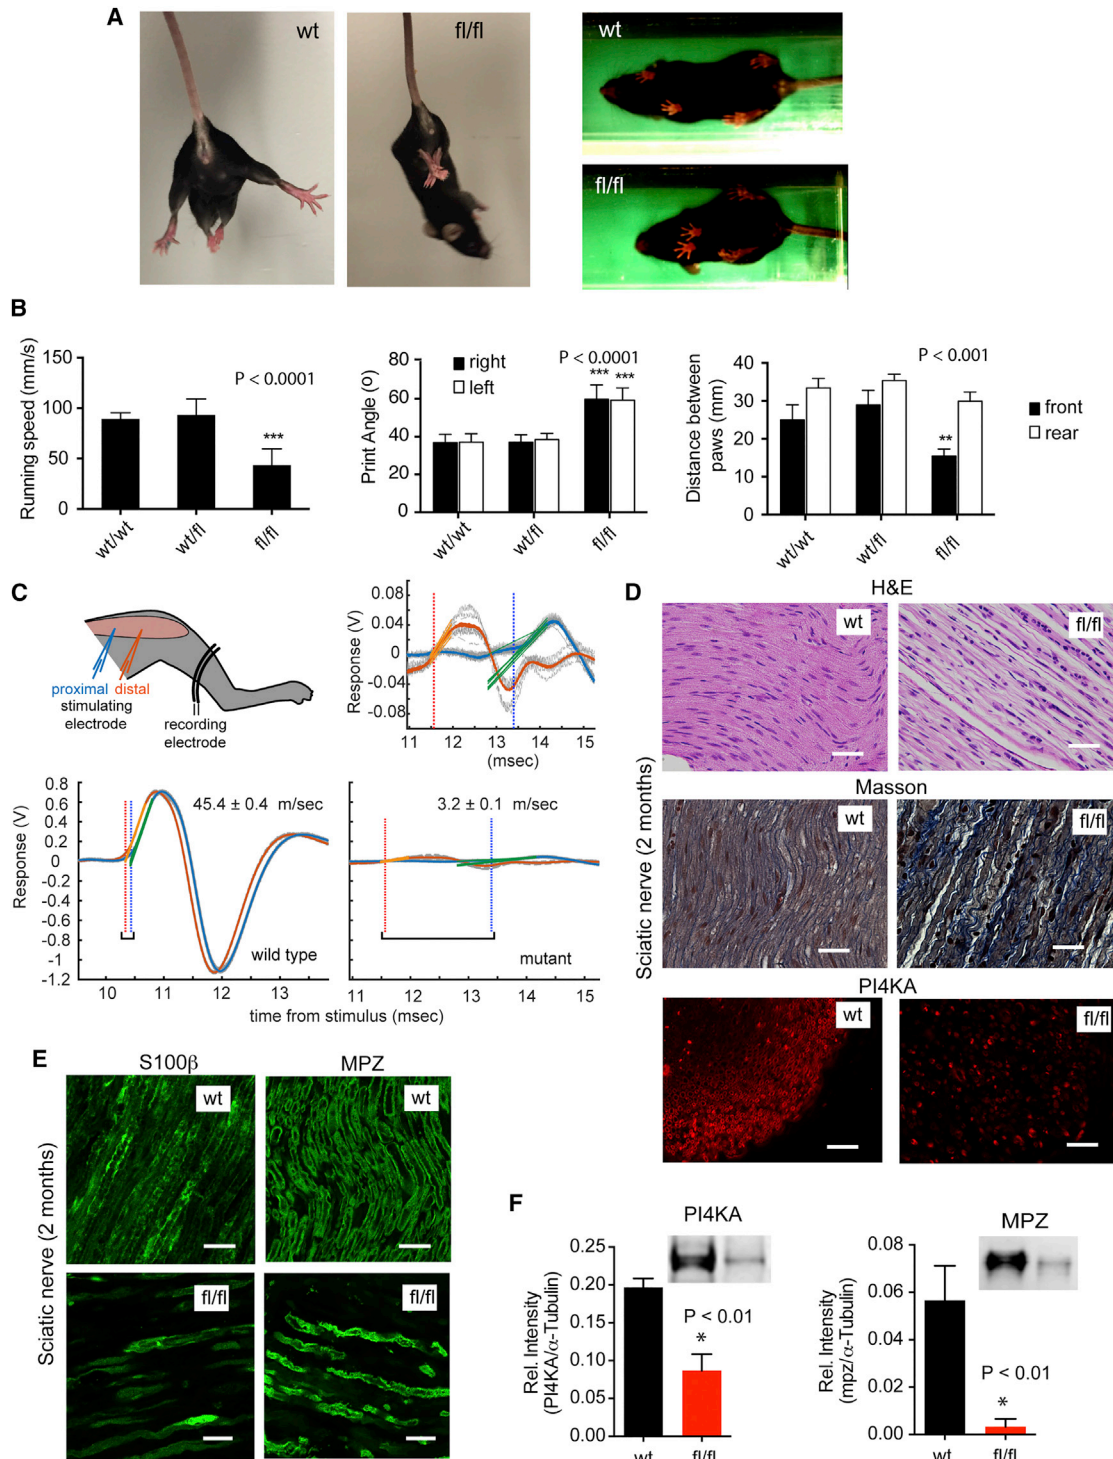 A
wt
fl/fl
wt
fl/fl
B
Running speed (mm/s)
150
100
50
0
P < 0.0001
***
wt/wt
wt/fl
fl/fl
Print Angle (º)
80
60
40
20
0
right
left
P < 0.0001
*** ***
wt/wt
wt/fl
fl/fl
Distance between
paws (mm)
40
30
20
10
0
P < 0.001
**
front
rear
wt/wt
wt/fl
fl/fl
C
proximal distal
stimulating
electrode
recording
electrode
Response (V)
0.08
0.04
0
-0.04
-0.08
11 12 13 14 15
(msec)
Response (V)
0.8
0.6
0.4
0.2
0
-0.2
-0.4
-0.6
-0.8
-1
-1.2
45.4 ± 0.4 m/sec
wild type
10 11 12 13
3.2 ± 0.1 m/sec
mutant
11 12 13 14 15
time from stimulus (msec)
D
Sciatic nerve (2 months)
H&E
wt
fl/fl
Masson
wt
fl/fl
PI4KA
wt
fl/fl
E
Sciatic nerve (2 months)
S100β
MPZ
wt
wt
fl/fl
fl/fl
F
PI4KA
Rel. Intensity
(PI4KA/α-Tubulin)
0.25
0.20
0.15
0.10
0.05
0.00
P < 0.01
*
wt
fl/fl
MPZ
Rel. Intensity
(mpz/α-Tubulin)
0.08
0.06
0.04
0.02
0.00
P < 0.01
*
wt
fl/fl